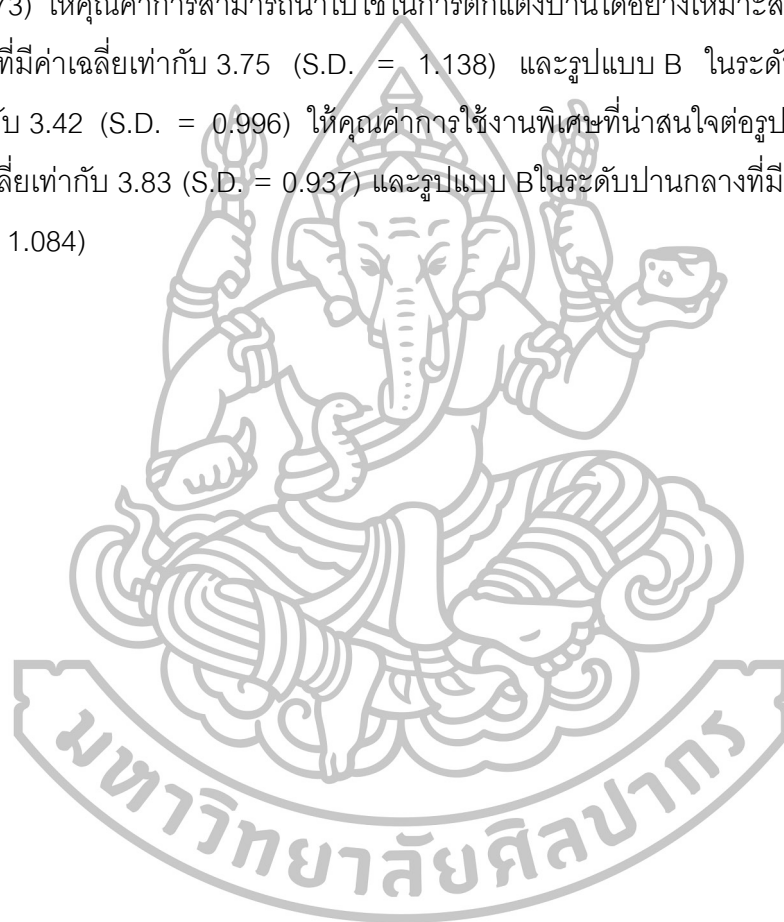 73) ให้คุณค่าการสามารถนำไปใช้ในการตกแต่งบ้านได้อย่างเหมาะส
ที่มีค่าเฉลี่ยเท่ากับ 3.75 (S.D. = 1.138) และรูปแบบ B ในระดั
ับ 3.42 (S.D. = 0.996) ให้คุณค่าการใช้งานพิเศษที่น่าสนใจต่อรูป
ลี่ยเท่ากับ 3.83 (S.D. = 0.937) และรูปแบบ Bในระดับปานกลางที่มี
1.084)
มหาวิทยาลัยศิลปากร